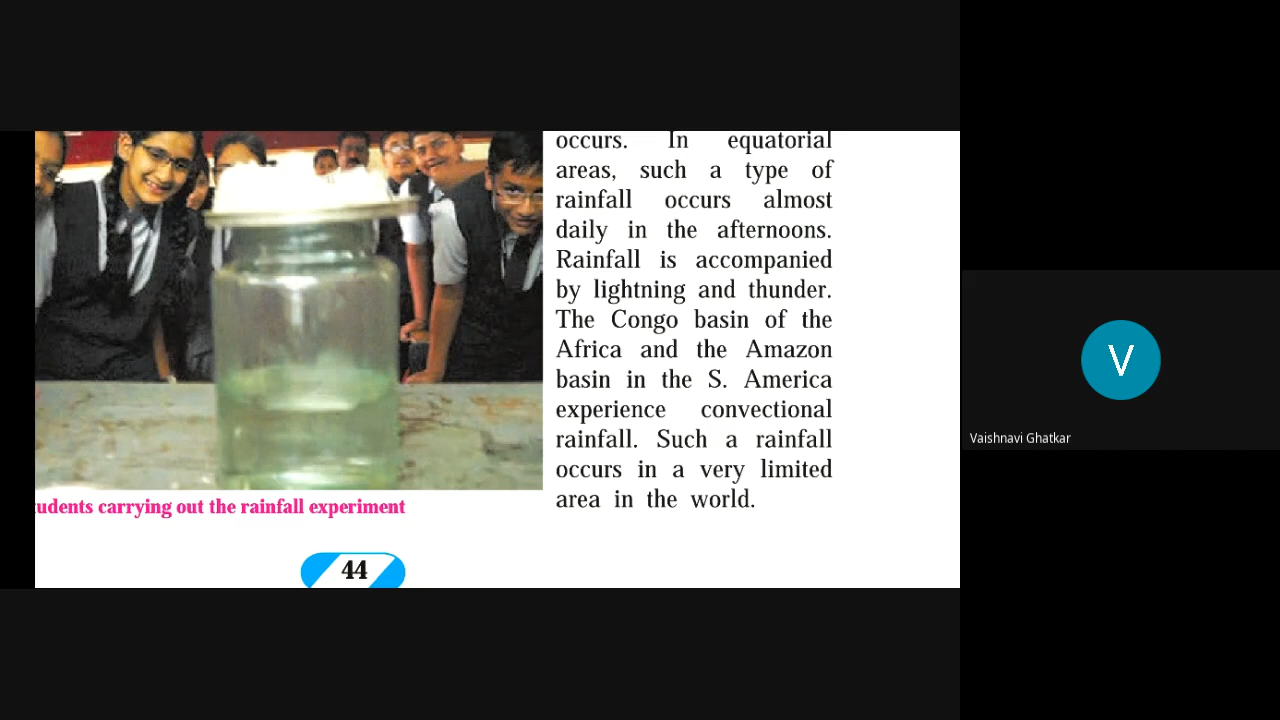 occurs. In equatorial
areas, such a type of
rainfall occurs almost
daily in the afternoons.
Rainfall is accompanied
by lightning and thunder.
The Congo basin of the
Africa and the Amazon
basin in the S. America
experience convectional
rainfall. Such a rainfall
occurs in a very limited
area in the world.
udents carrying out the rainfall experiment
44
V
Vaishnavi Ghatkar